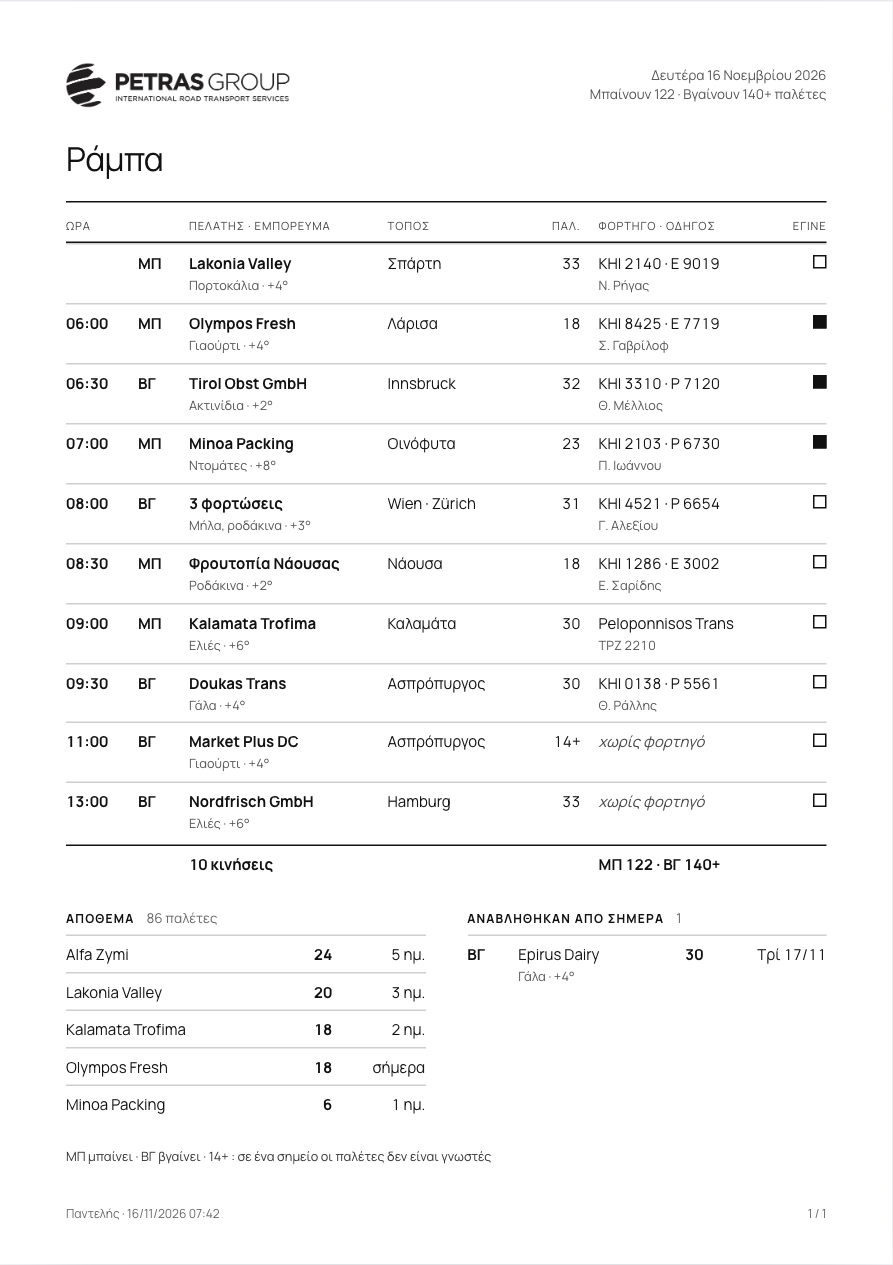 PETRAS GROUP
INTERNATIONAL ROAD TRANSPORT SERVICES
Δευτέρα 16 Νοεμβρίου 2026
Μπαίνουν 122 · Βγαίνουν 140+ παλέτες
Ράμπα
ΩΡΑ ΠΕΛΑΤΗΣ · ΕΜΠΟΡΕΥΜΑ ΤΟΠΟΣ ΠΑΛ. ΦΟΡΤΗΓΟ · ΟΔΗΓΟΣ ΕΓΙΝΕ
ΜΠ Lakonia Valley Σπάρτη 33 ΚΗΙ 2140 · Ε 9019
Πορτοκάλια · +4° Ν. Ρήγας
06:00 ΜΠ Olympos Fresh Λάρισα 18 ΚΗΙ 8425 · Ε 7719
Γιαούρτι · +4° Σ. Γαβρίλοφ
06:30 ΒΓ Tirol Obst GmbH Innsbruck 32 ΚΗΙ 3310 · Ρ 7120
Ακτινίδια · +2° Θ. Μέλλιος
07:00 ΜΠ Minoa Packing Οινόφυτα 23 ΚΗΙ 2103 · Ρ 6730
Ντομάτες · +8° Π. Ιωάννου
08:00 ΒΓ 3 φορτώσεις Wien · Zürich 31 ΚΗΙ 4521 · Ρ 6654
Μήλα, ροδάκινα · +3° Γ. Αλεξίου
08:30 ΜΠ Φρουτοπία Νάουσας Νάουσα 18 ΚΗΙ 1286 · Ε 3002
Ροδάκινα · +2° Ε. Σαρίδης
09:00 ΜΠ Kalamata Trofima Καλαμάτα 30 Peloponnisos Trans
Ελιές · +6° ΤΡΖ 2210
09:30 ΒΓ Doukas Trans Ασπρόπυργος 30 ΚΗΙ 0138 · Ρ 5561
Γάλα · +4° Θ. Ράλλης
11:00 ΒΓ Market Plus DC Ασπρόπυργος 14+ χωρίς φορτηγό
Γιαούρτι · +4°
13:00 ΒΓ Nordfrisch GmbH Hamburg 33 χωρίς φορτηγό
Ελιές · +6°
10 κινήσεις ΜΠ 122 · ΒΓ 140+
ΑΠΟΘΕΜΑ 86 παλέτες
Alfa Zymi 24 5 ημ.
Lakonia Valley 20 3 ημ.
Kalamata Trofima 18 2 ημ.
Olympos Fresh 18 σήμερα
Minoa Packing 6 1 ημ.
ΑΝΑΒΛΗΘΗΚΑΝ ΑΠΟ ΣΗΜΕΡΑ 1
ΒΓ Epirus Dairy 30 Τρί 17/11
Γάλα · +4°
ΜΠ μπαίνει · ΒΓ βγαίνει · 14+ : σε ένα σημείο οι παλέτες δεν είναι γνωστές
Παντελής · 16/11/2026 07:42 1 / 1